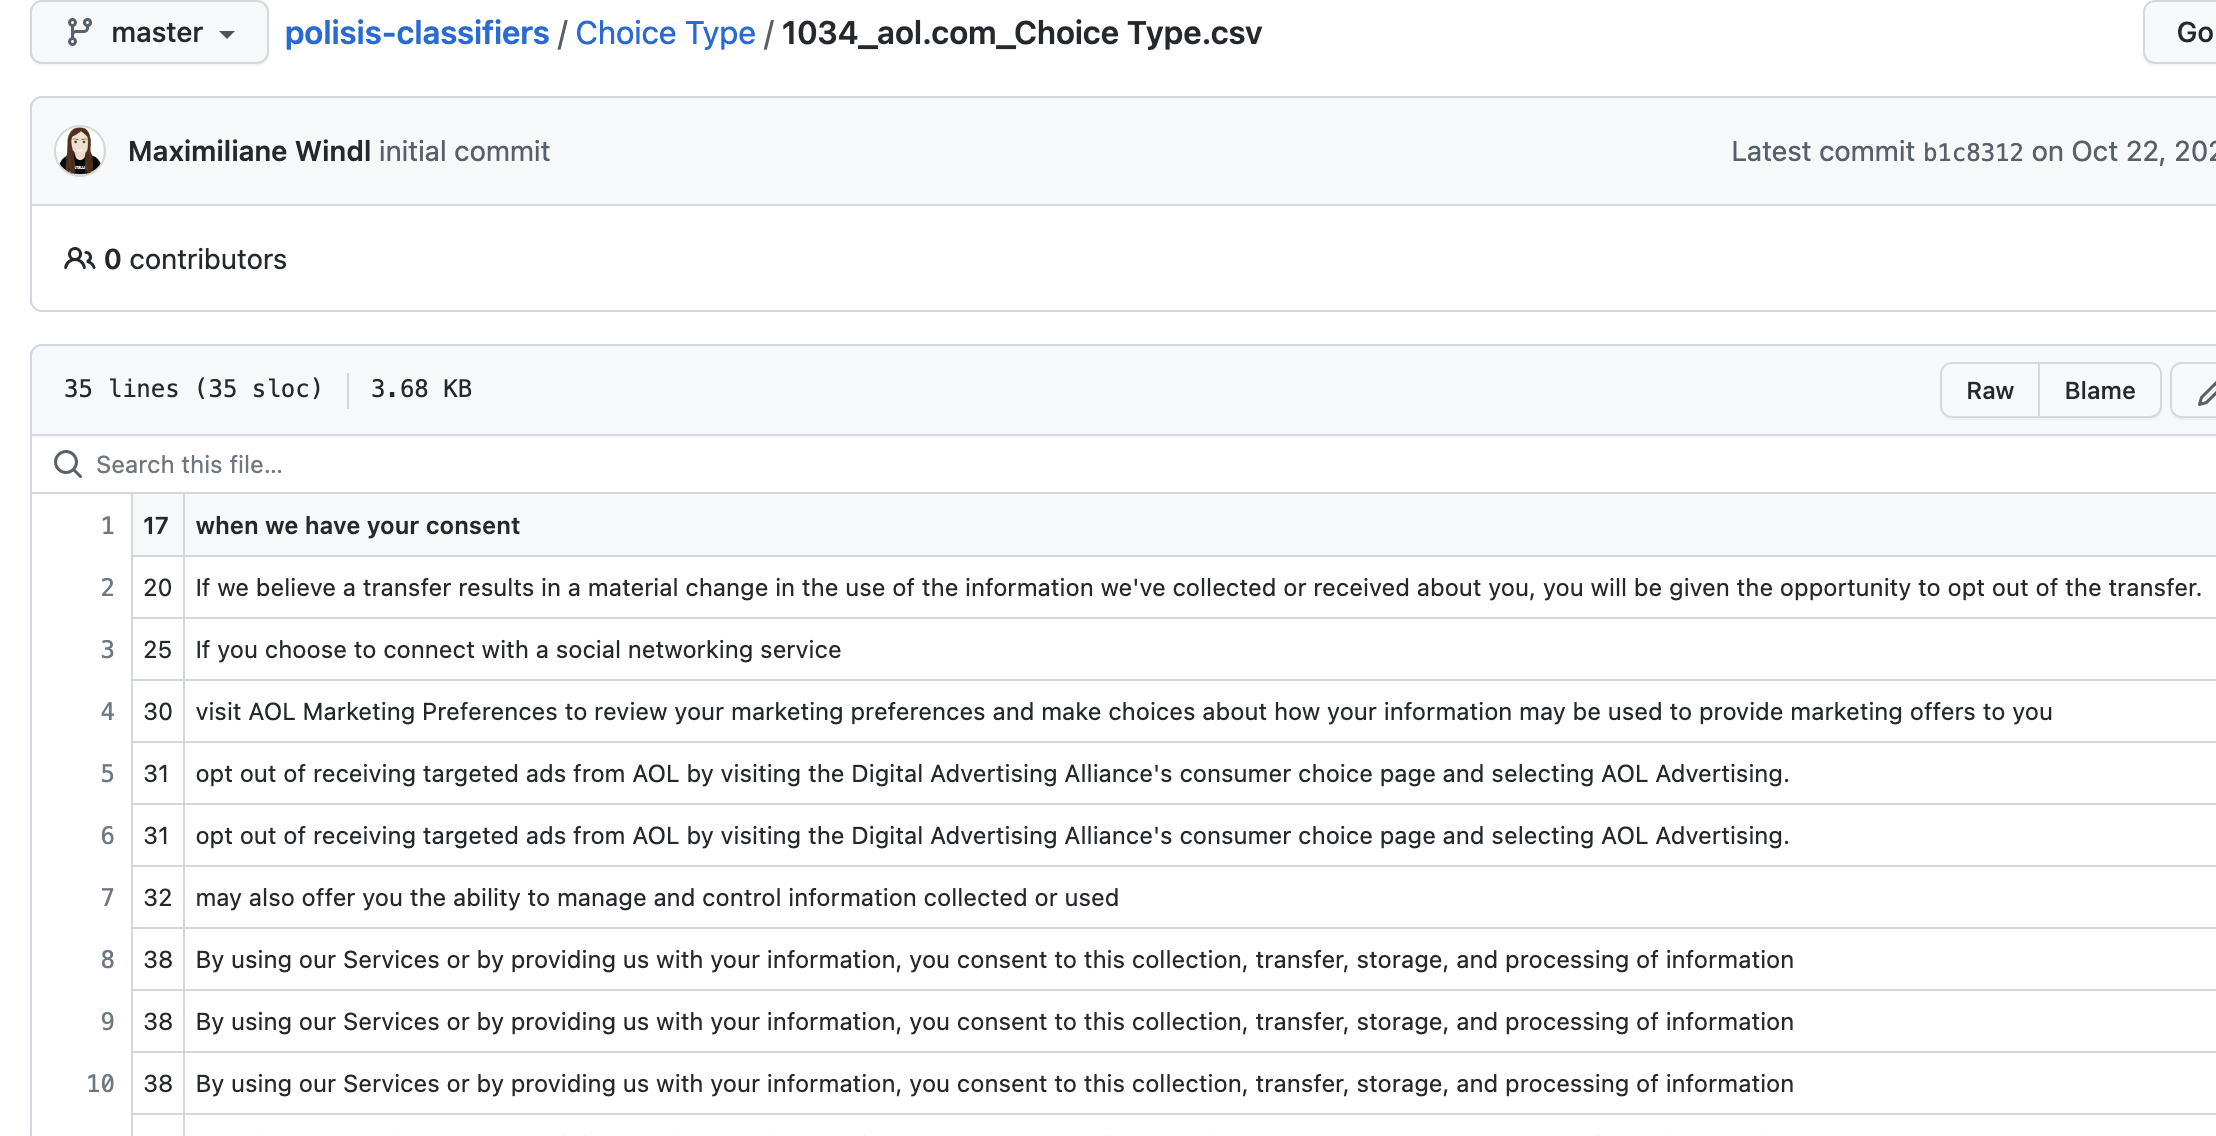 master polisis-classifiers / Choice Type / 1034_aol.com_Choice Type.csv Go
Maximiliane Windl initial commit Latest commit b1c8312 on Oct 22, 202
0 contributors
35 lines (35 sloc) 3.68 KB Raw Blame
Search this file...
1 17 when we have your consent
2 20 If we believe a transfer results in a material change in the use of the information we've collected or received about you, you will be given the opportunity to opt out of the transfer.
3 25 If you choose to connect with a social networking service
4 30 visit AOL Marketing Preferences to review your marketing preferences and make choices about how your information may be used to provide marketing offers to you
5 31 opt out of receiving targeted ads from AOL by visiting the Digital Advertising Alliance's consumer choice page and selecting AOL Advertising.
6 31 opt out of receiving targeted ads from AOL by visiting the Digital Advertising Alliance's consumer choice page and selecting AOL Advertising.
7 32 may also offer you the ability to manage and control information collected or used
8 38 By using our Services or by providing us with your information, you consent to this collection, transfer, storage, and processing of information
9 38 By using our Services or by providing us with your information, you consent to this collection, transfer, storage, and processing of information
10 38 By using our Services or by providing us with your information, you consent to this collection, transfer, storage, and processing of information